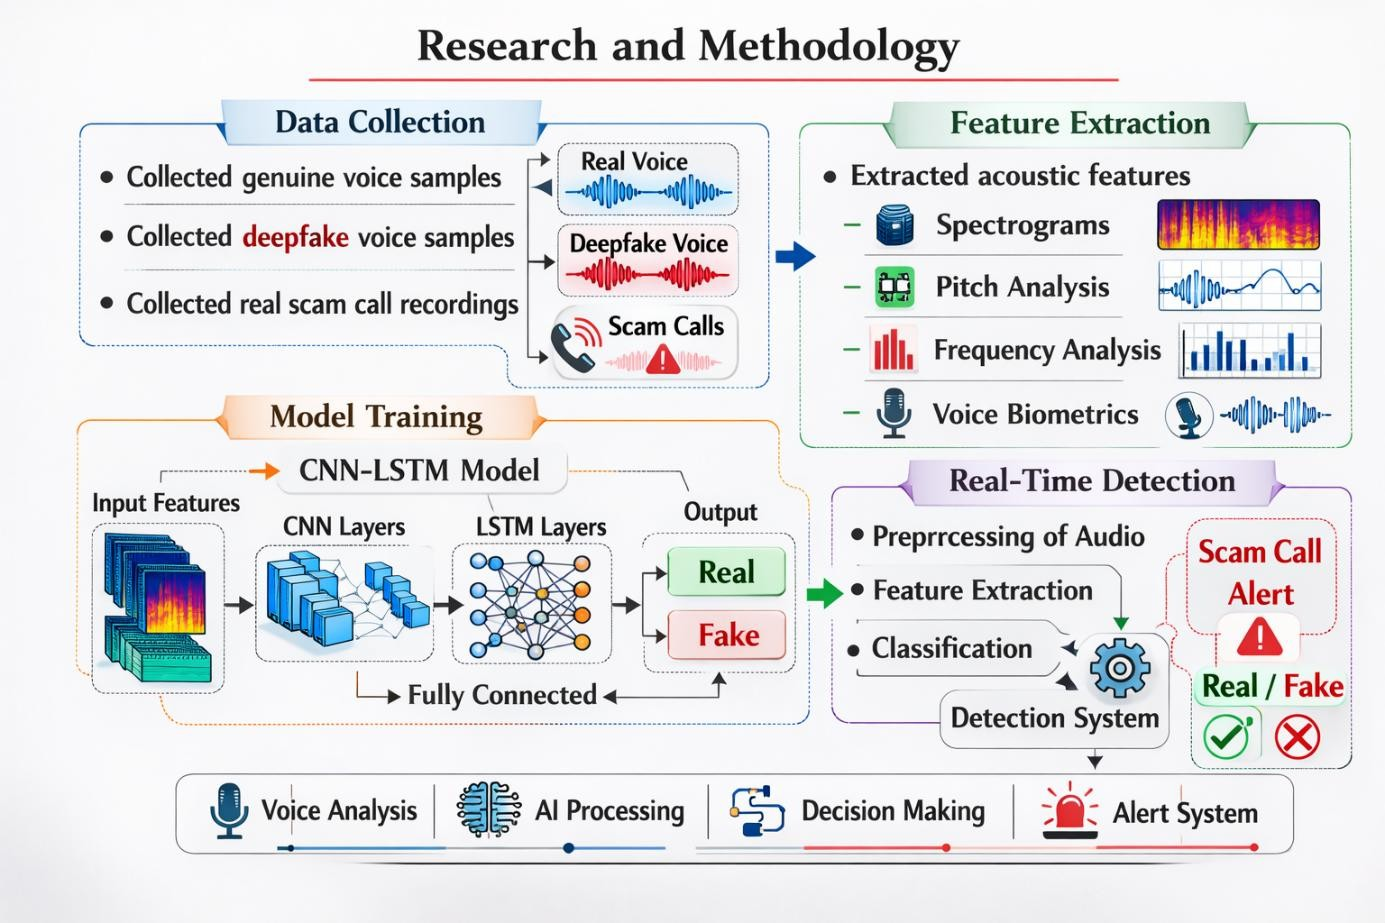 Research and Methodology
Data Collection
• Collected genuine voice samples
• Collected deepfake voice samples
• Collected real scam call recordings
Real Voice
Deepfake Voice
Scam Calls
Feature Extraction
• Extracted acoustic features
– Spectrograms
– Pitch Analysis
– Frequency Analysis
– Voice Biometrics
Model Training
CNN-LSTM Model
Input Features
CNN Layers
LSTM Layers
Output
Real
Fake
Fully Connected
Real-Time Detection
• Preprrcessing of Audio
• Feature Extraction
• Classification
Detection System
Scam Call
Alert
Real / Fake
Voice Analysis
AI Processing
Decision Making
Alert System